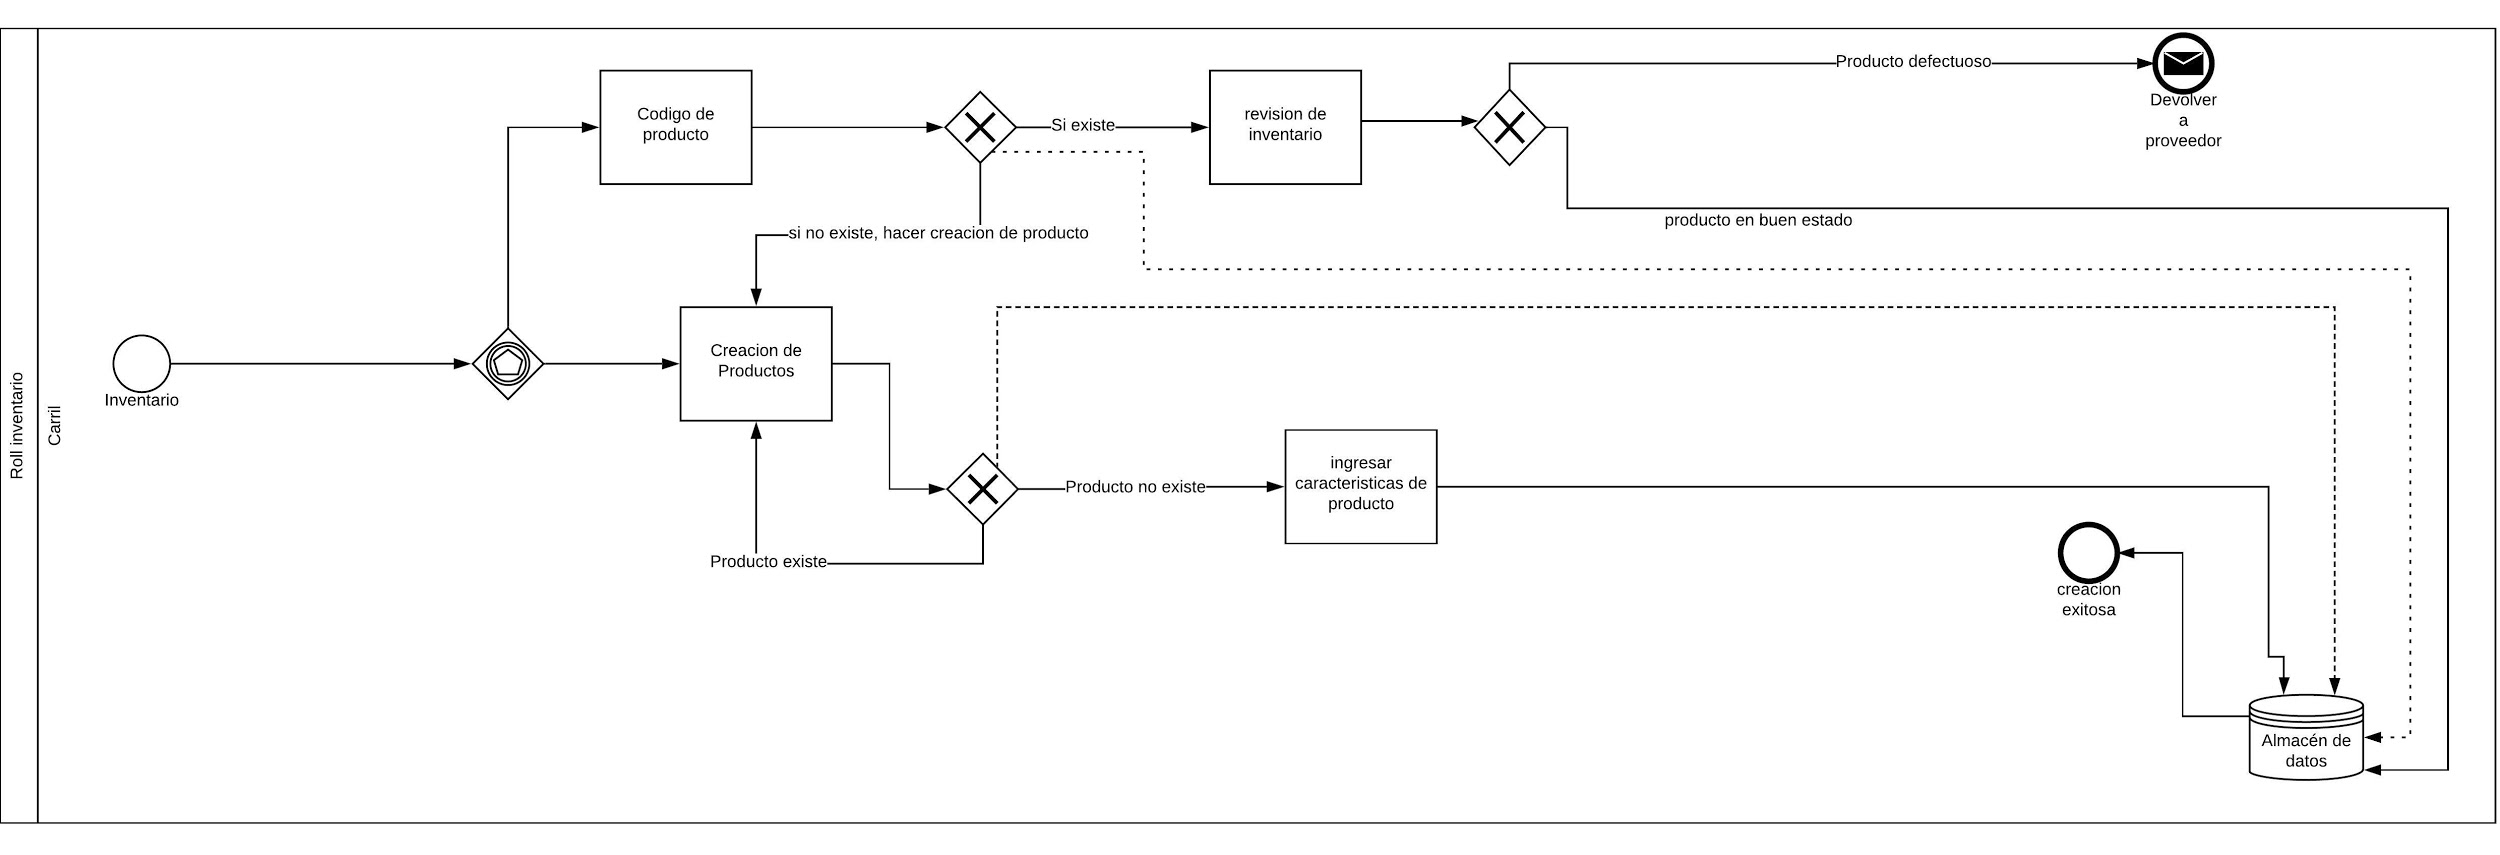 Roll inventario
Carril
Inventario
Codigo de
producto
Si existe
revision de
inventario
Producto defectuoso
Devolver
a
proveedor
si no existe, hacer creacion de producto
producto en buen estado
Creacion de
Productos
Producto no existe
ingresar
caracteristicas de
producto
Producto existe
creacion
exitosa
Almacén de
datos